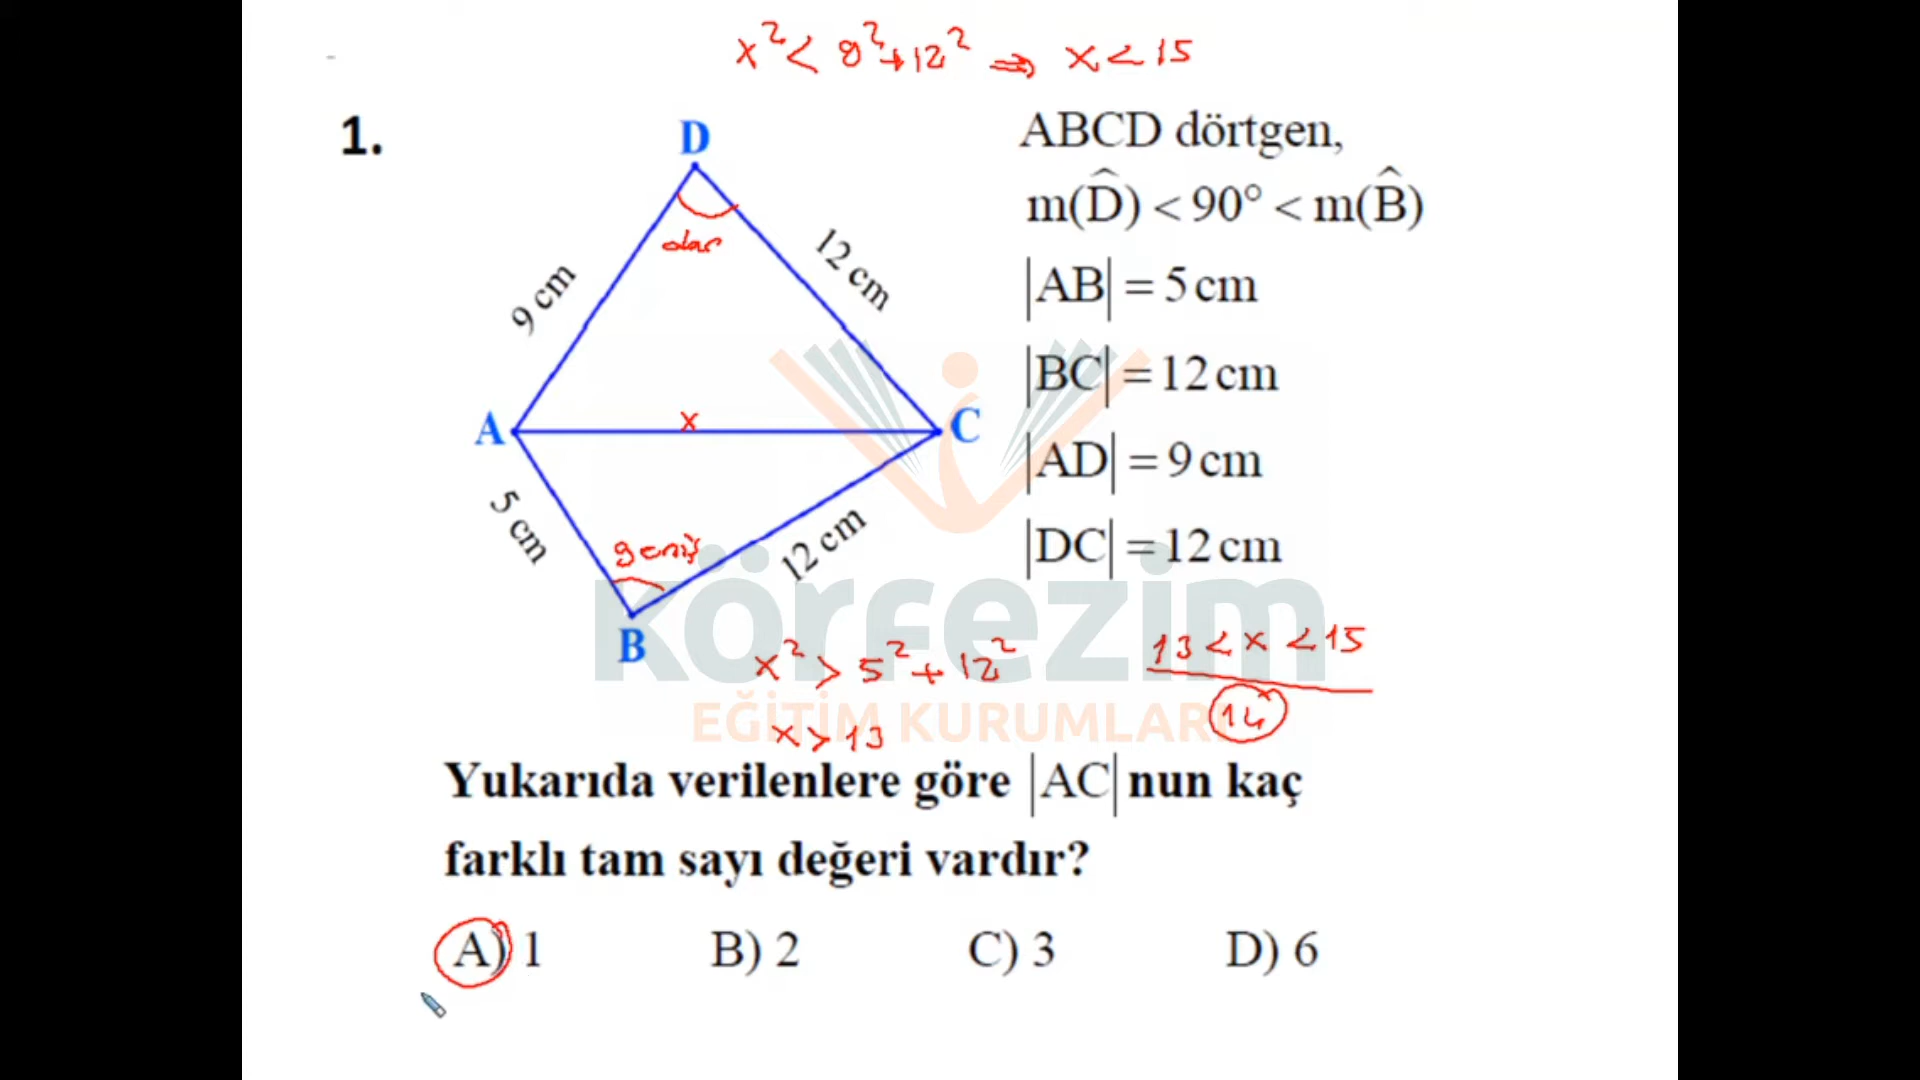 x² < 9² + 12² ⇒ x < 15
1.
D
ABCD dörtgen,
m(D̂) < 90° < m(B̂)
dar
12 cm
9 cm
|AB| = 5 cm
|BC| = 12 cm
x
A
C
|AD| = 9 cm
5 cm
geniş
12 cm
|DC| = 12 cm
körfezim
B
x² > 5² + 12²
13 < x < 15
EĞİTİM KURUMLARI
14
x > 13
Yukarıda verilenlere göre |AC| nun kaç
farklı tam sayı değeri vardır?
A) 1 B) 2 C) 3 D) 6